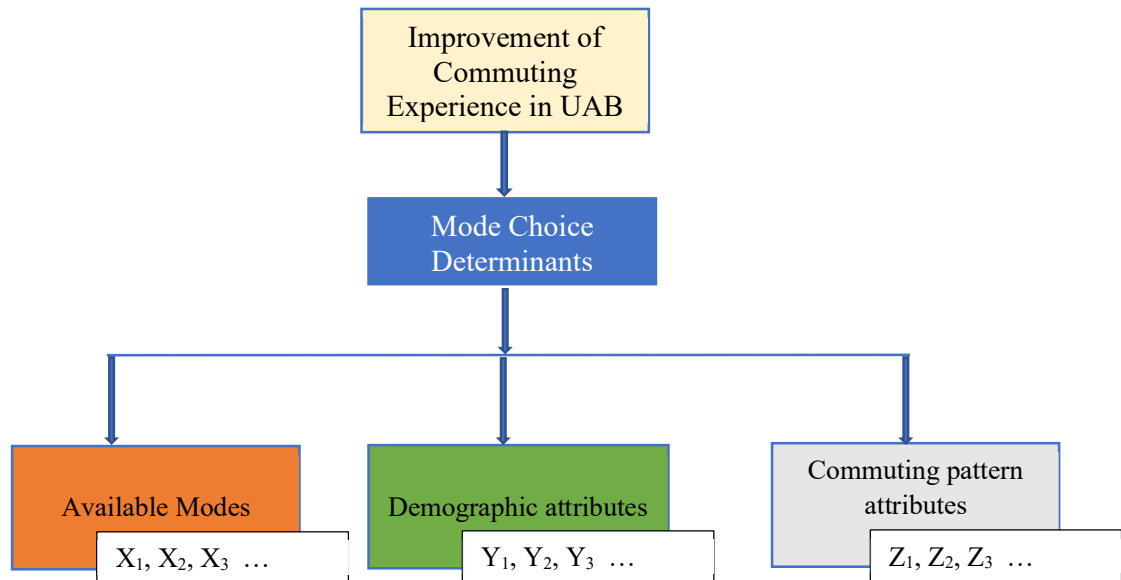 Improvement of
Commuting
Experience in UAB
Mode Choice
Determinants
Available Modes
X₁, X₂, X₃ …
Demographic attributes
Y₁, Y₂, Y₃ …
Commuting pattern
attributes
Z₁, Z₂, Z₃ …